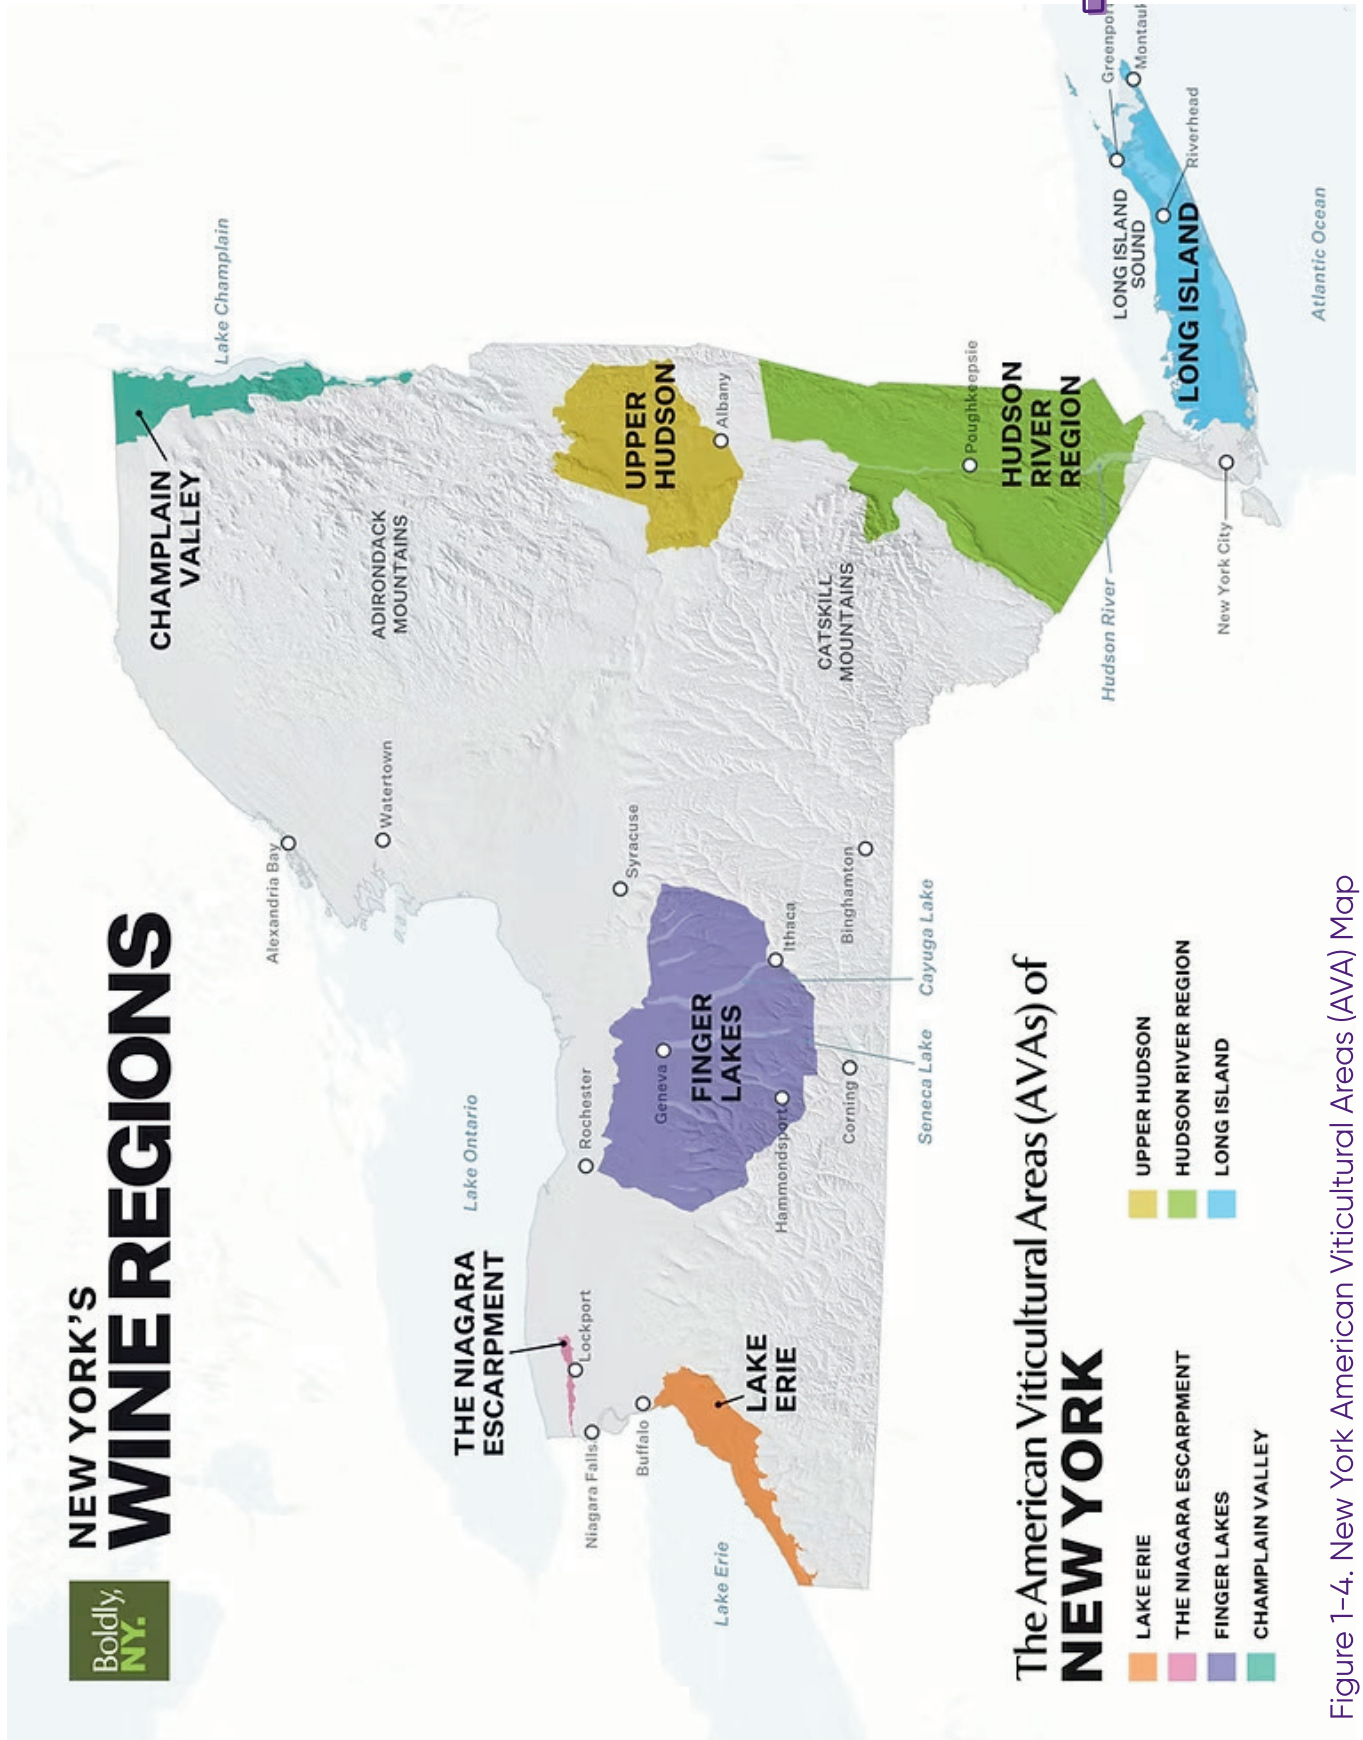 Boldly,
NY.
NEW YORK'S
WINE REGIONS
CHAMPLAIN
VALLEY
Lake Champlain
ADIRONDACK
MOUNTAINS
Alexandria Bay
Watertown
Lake Ontario
THE NIAGARA
ESCARPMENT
Lockport
Niagara Falls
Buffalo
Rochester
Syracuse
Geneva
FINGER
LAKES
Hammondsport
Ithaca
Corning
Binghamton
Seneca Lake
Cayuga Lake
LAKE
ERIE
Lake Erie
UPPER
HUDSON
Albany
CATSKILL
MOUNTAINS
Poughkeepsie
HUDSON
RIVER
REGION
Hudson River
New York City
LONG ISLAND
SOUND
LONG ISLAND
Greenport
Montauk
Riverhead
Atlantic Ocean
The American Viticultural Areas (AVAs) of
NEW YORK
LAKE ERIE
THE NIAGARA ESCARPMENT
FINGER LAKES
CHAMPLAIN VALLEY
UPPER HUDSON
HUDSON RIVER REGION
LONG ISLAND
Figure 1-4. New York American Viticultural Areas (AVA) Map